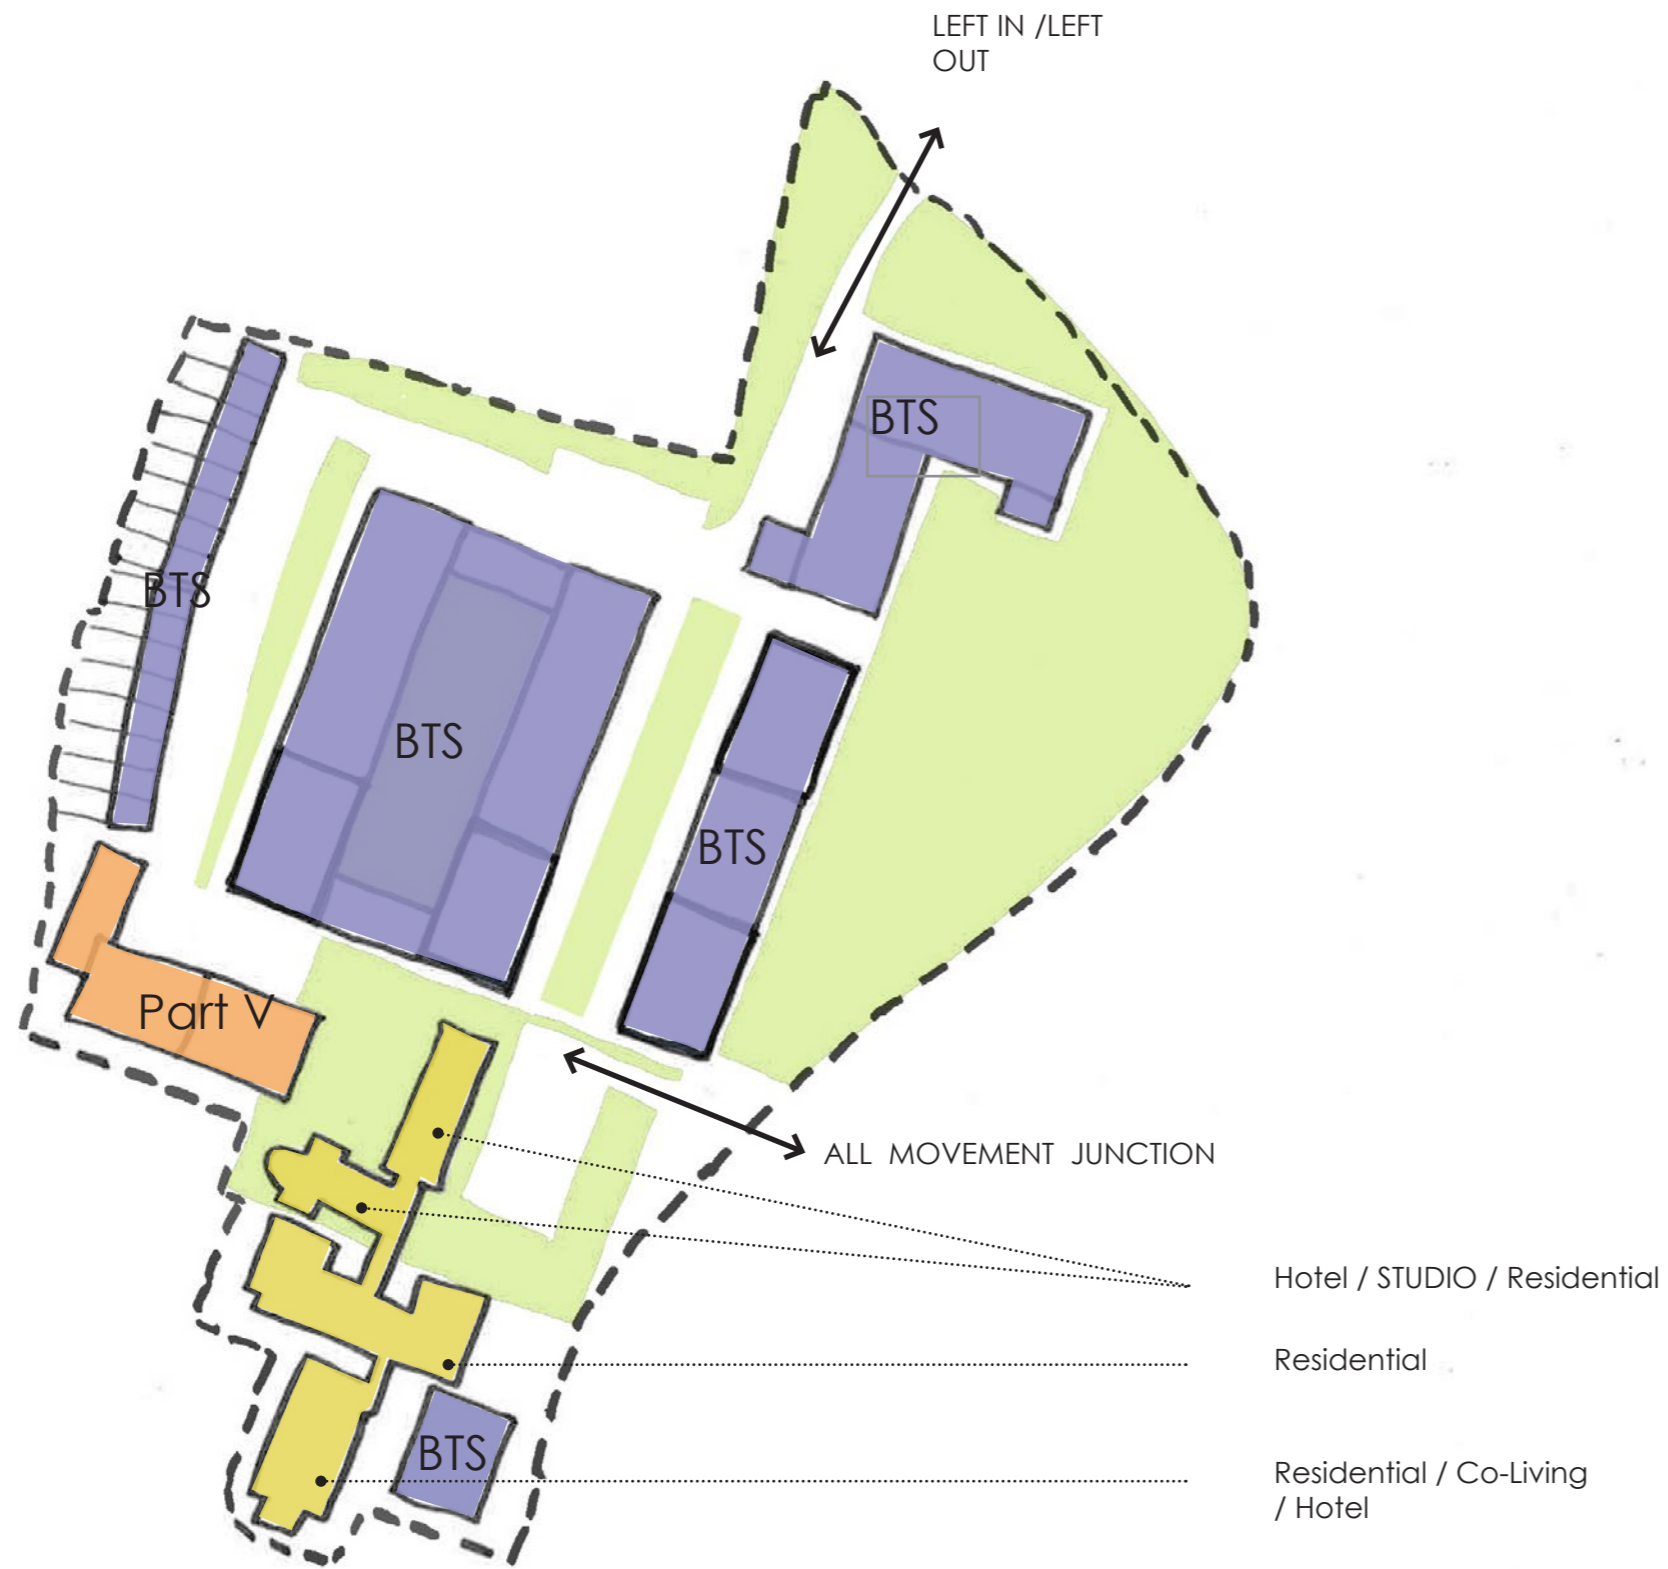 LEFT IN /LEFT
OUT
BTS
BTS
BTS
BTS
Part V
ALL MOVEMENT JUNCTION
Hotel / STUDIO / Residential
Residential
BTS
Residential / Co-Living
/ Hotel